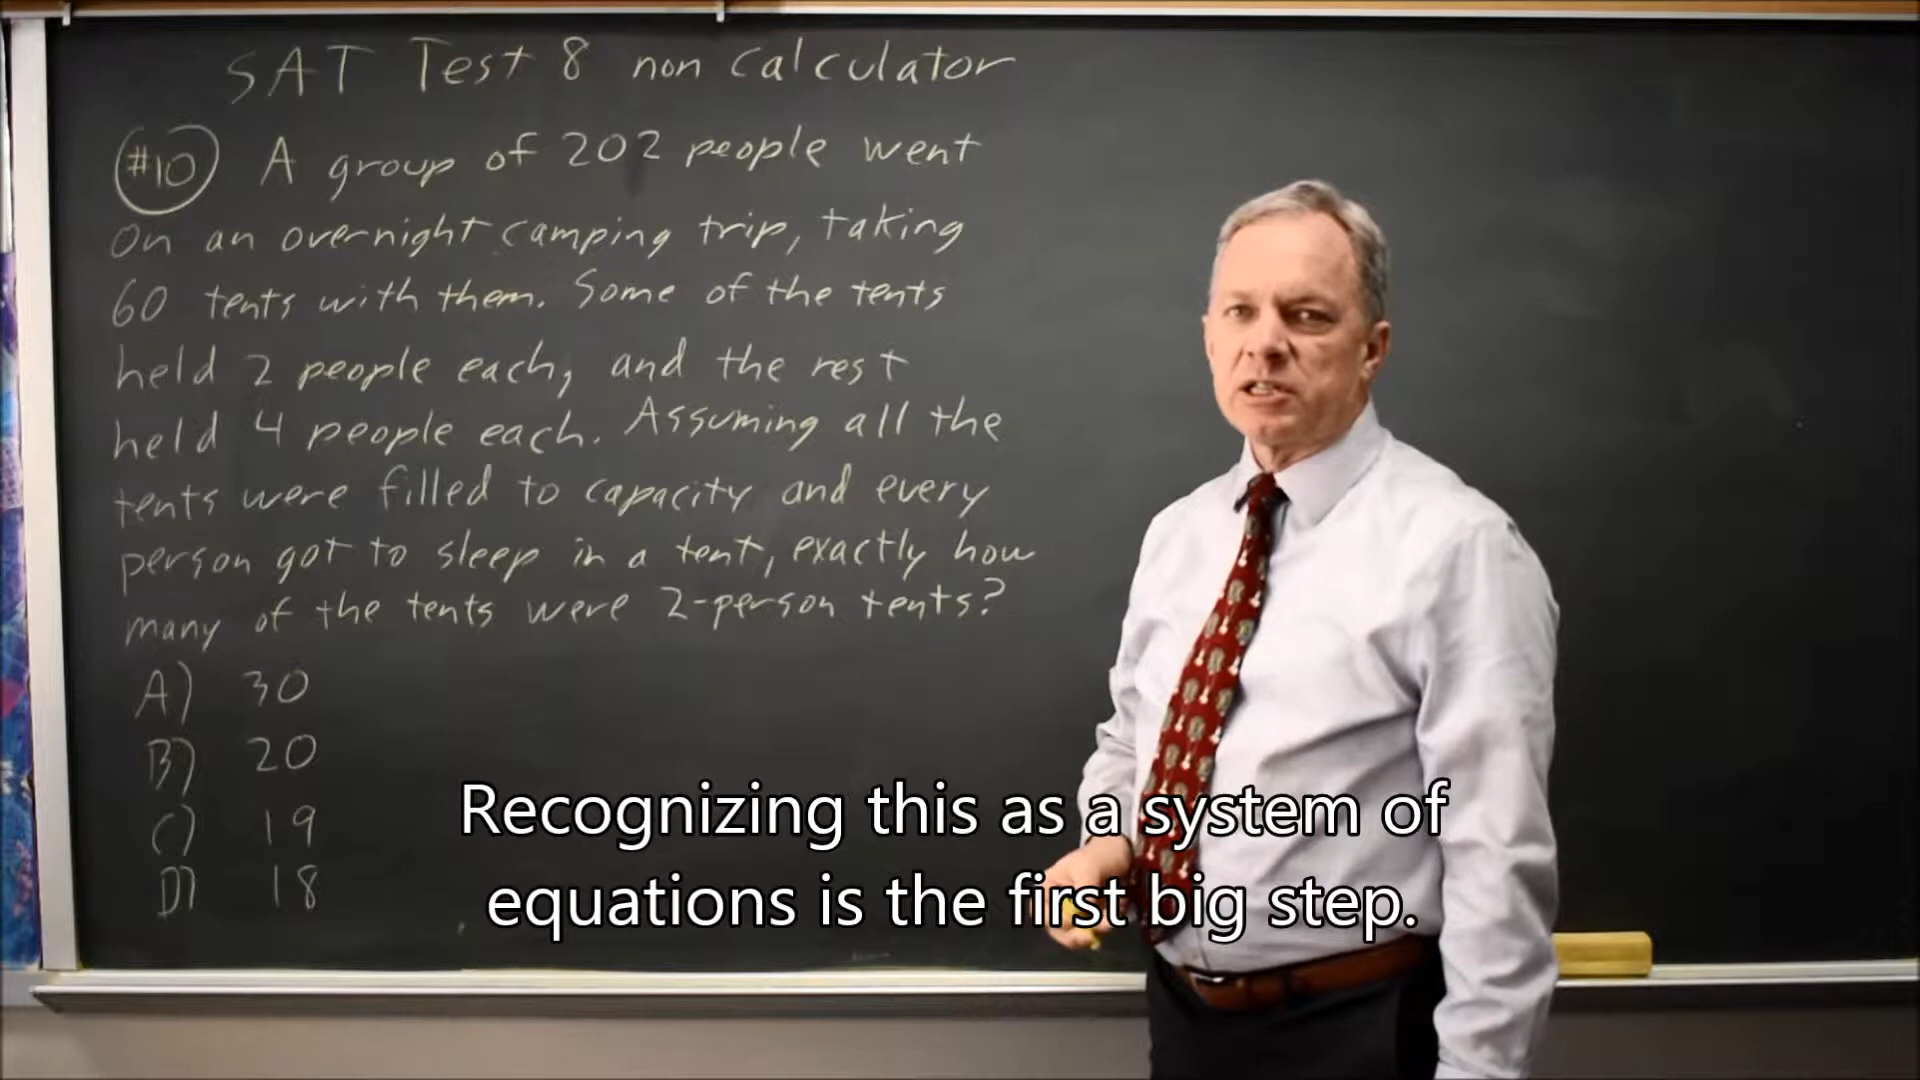 SAT Test 8 non calculator
#10 A group of 202 people went
on an overnight camping trip, taking
60 tents with them. Some of the tents
held 2 people each, and the rest
held 4 people each. Assuming all the
tents were filled to capacity and every
person got to sleep in a tent, exactly how
many of the tents were 2-person tents?
A) 30
B) 20
C) 19
D) 18
Recognizing this as a system of
equations is the first big step.